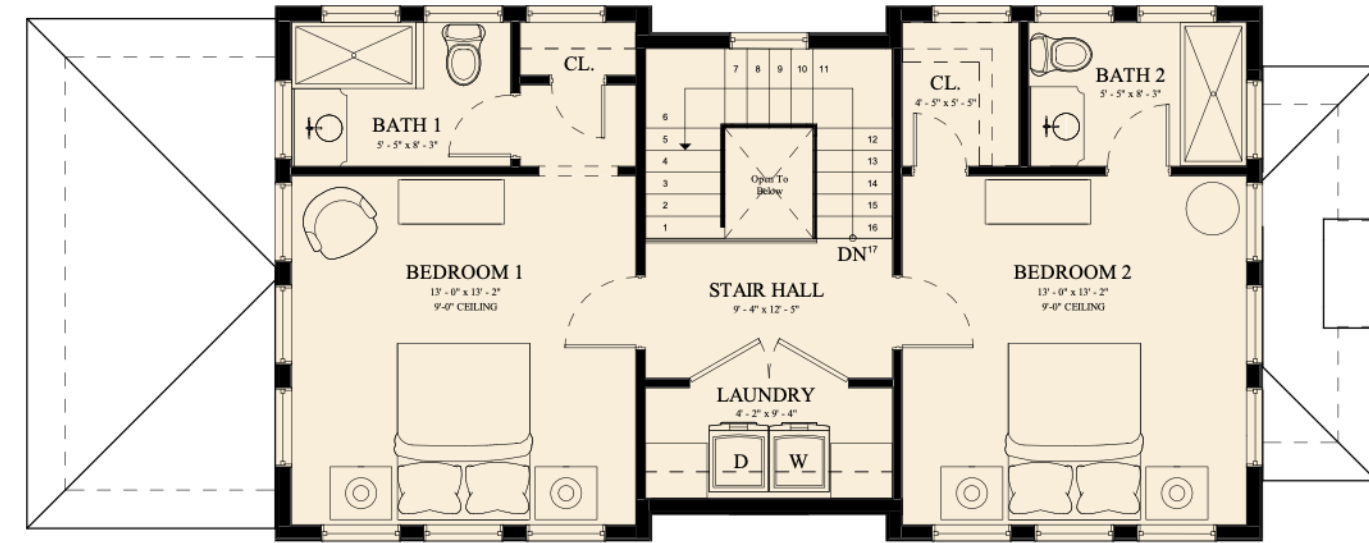 BATH 1
5' - 5" x 8' - 3"
CL.
7 8 9 10 11
6
5
4
3
2
1
12
13
14
15
16
17
Open To
Below
DN
CL.
4' - 5" x 5' - 5"
BATH 2
5' - 5" x 8' - 3"
BEDROOM 1
13' - 0" x 13' - 2"
9'-0" CEILING
STAIR HALL
9' - 4" x 12' - 5"
BEDROOM 2
13' - 0" x 13' - 2"
9'-0" CEILING
LAUNDRY
4' - 2" x 9' - 4"
D W